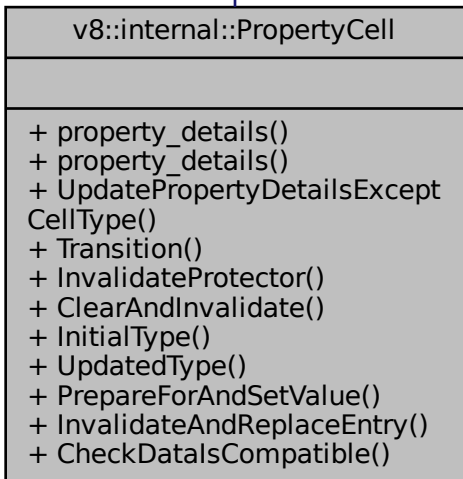 v8::internal::PropertyCell
+ property_details()
+ property_details()
+ UpdatePropertyDetailsExcept
CellType()
+ Transition()
+ InvalidateProtector()
+ ClearAndInvalidate()
+ InitialType()
+ UpdatedType()
+ PrepareForAndSetValue()
+ InvalidateAndReplaceEntry()
+ CheckDataIsCompatible()